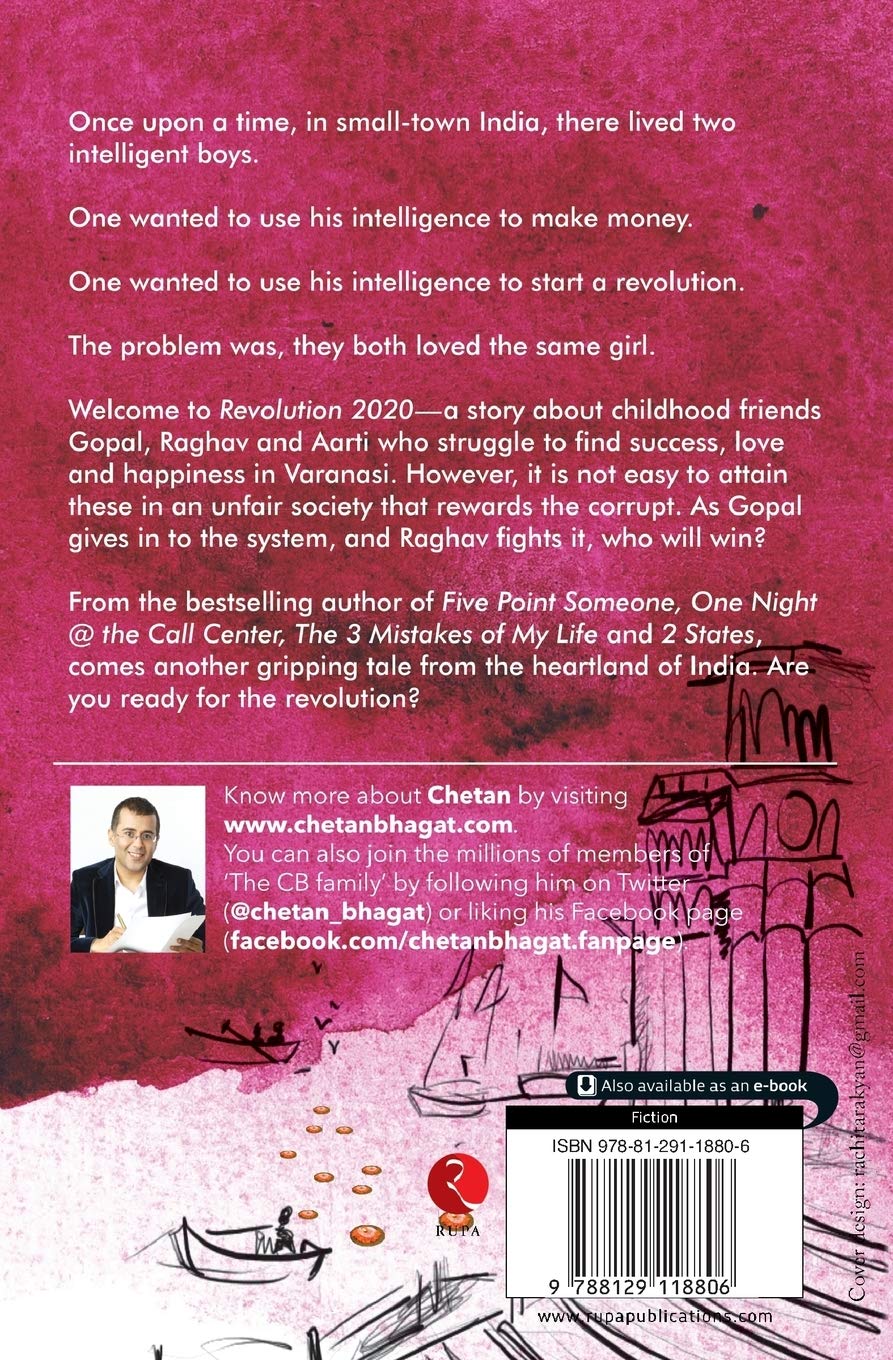 Once upon a time, in small-town India, there lived two
intelligent boys.
One wanted to use his intelligence to make money.
One wanted to use his intelligence to start a revolution.
The problem was, they both loved the same girl.
Welcome to Revolution 2020—a story about childhood friends
Gopal, Raghav and Aarti who struggle to find success, love
and happiness in Varanasi. However, it is not easy to attain
these in an unfair society that rewards the corrupt. As Gopal
gives in to the system, and Raghav fights it, who will win?
From the bestselling author of Five Point Someone, One Night
@ the Call Center, The 3 Mistakes of My Life and 2 States,
comes another gripping tale from the heartland of India. Are
you ready for the revolution?
Know more about Chetan by visiting
www.chetanbhagat.com.
You can also join the millions of members of
‘The CB family’ by following him on Twitter
(@chetan_bhagat) or liking his Facebook page
(facebook.com/chetanbhagat.fanpage)
Cover design: rachitarakyan@gmail.com
Also available as an e-book
Fiction
ISBN 978-81-291-1880-6
9 788129 118806
RUPA
www.rupapublications.com